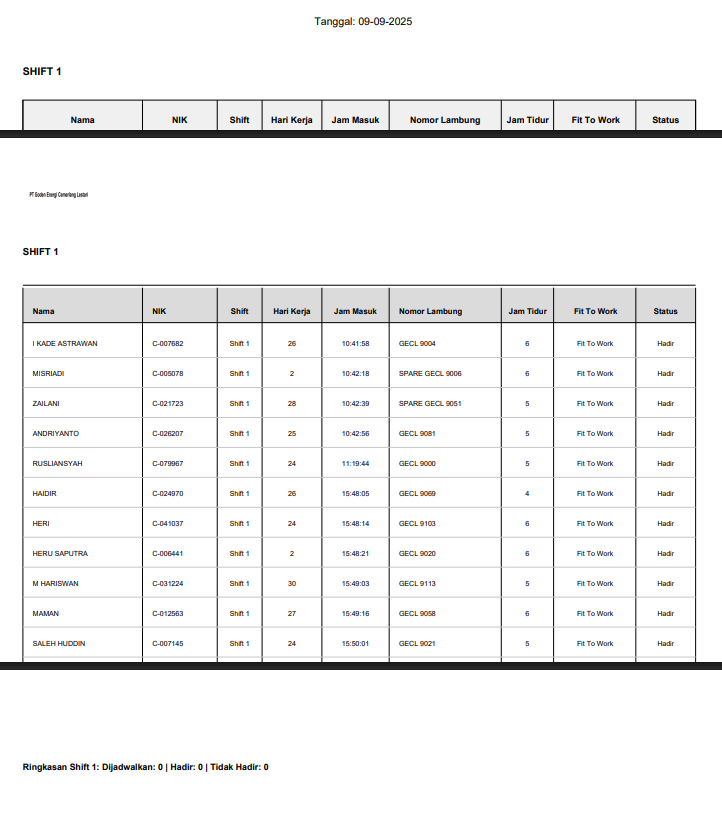 Tanggal: 09-09-2025
SHIFT 1
Nama NIK Shift Hari Kerja Jam Masuk Nomor Lambung Jam Tidur Fit To Work Status
PT Goden Energi Cemerlang Lestari
SHIFT 1
Nama NIK Shift Hari Kerja Jam Masuk Nomor Lambung Jam Tidur Fit To Work Status
I KADE ASTRAWAN C-007682 Shift 1 26 10:41:58 GECL 9004 6 Fit To Work Hadir
MISRIADI C-005078 Shift 1 2 10:42:18 SPARE GECL 9006 6 Fit To Work Hadir
ZAILANI C-021723 Shift 1 28 10:42:39 SPARE GECL 9051 5 Fit To Work Hadir
ANDRIYANTO C-026207 Shift 1 25 10:42:56 GECL 9081 5 Fit To Work Hadir
RUSLIANSYAH C-079967 Shift 1 24 11:19:44 GECL 9000 5 Fit To Work Hadir
HAIDIR C-024970 Shift 1 26 15:48:05 GECL 9069 4 Fit To Work Hadir
HERI C-041037 Shift 1 24 15:48:14 GECL 9103 6 Fit To Work Hadir
HERU SAPUTRA C-006441 Shift 1 2 15:48:21 GECL 9020 6 Fit To Work Hadir
M HARISWAN C-031224 Shift 1 30 15:49:03 GECL 9113 5 Fit To Work Hadir
MAMAN C-012563 Shift 1 27 15:49:16 GECL 9058 6 Fit To Work Hadir
SALEH HUDDIN C-007145 Shift 1 24 15:50:01 GECL 9021 5 Fit To Work Hadir
Ringkasan Shift 1: Dijadwalkan: 0 | Hadir: 0 | Tidak Hadir: 0